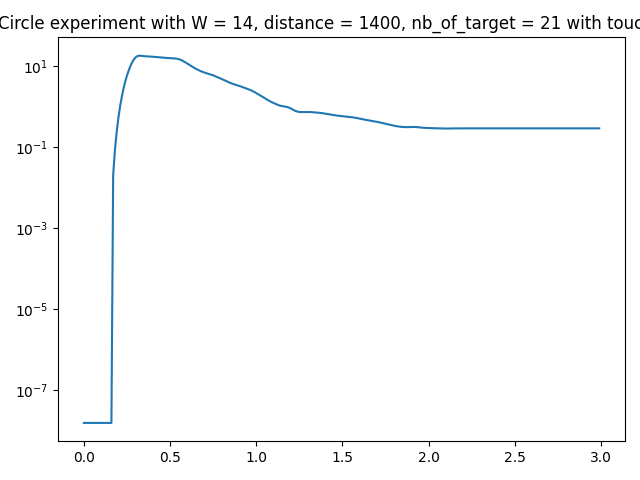 Circle experiment with W = 14, distance = 1400, nb_of_target = 21 with touc
10¹
10⁻¹
10⁻³
10⁻⁵
10⁻⁷
0.0 0.5 1.0 1.5 2.0 2.5 3.0